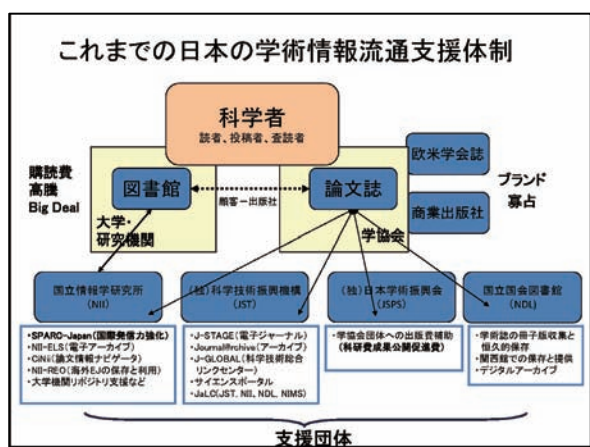 これまでの日本の学術情報流通支援体制
科学者
読者、投稿者、査読者
購読費
高騰
Big Deal
図書館
顧客－出版社
論文誌
欧米学会誌
商業出版社
ブランド
寡占
大学・
研究機関
学協会
国立情報学研究所
(NII)
(独)科学技術振興機構
(JST)
(独)日本学術振興会
(JSPS)
国立国会図書館
(NDL)
・SPARC-Japan(国際発信力強化)
・NII-ELS(電子アーカイブ)
・CiNii(論文情報ナビゲータ)
・NII-REO(海外EJの保存と利用)
・大学機関リポジトリ支援など
・J-STAGE(電子ジャーナル)
・Journal@rchive(アーカイブ)
・J-GLOBAL(科学技術総合
リンクセンター)
・サイエンスポータル
・JaLC(JST, NII, NDL, NIMS)
・学協会団体への出版費補助
(科研費成果公開促進費)
・学術誌の冊子版収集と
恒久的保存
・関西館での保存と提供
・デジタルアーカイブ
支援団体